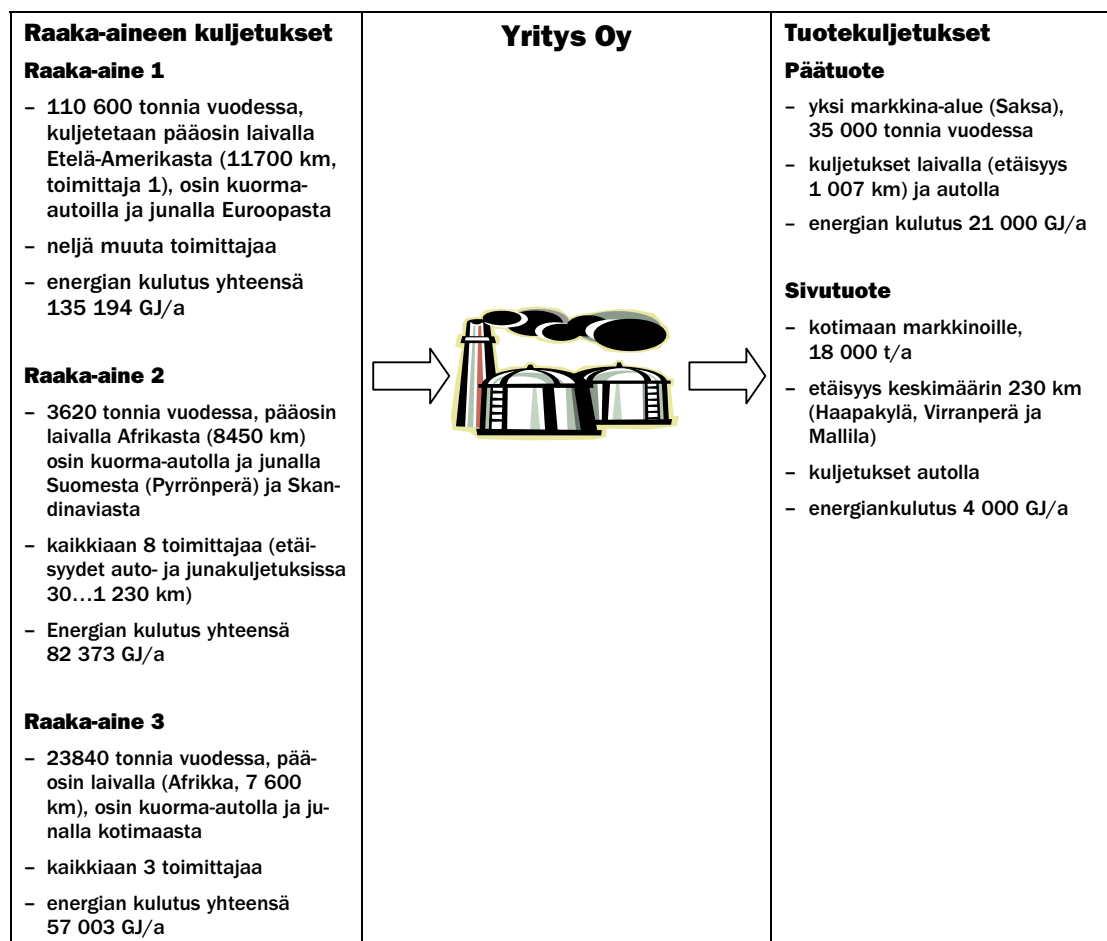 Raaka-aineen kuljetukset
Raaka-aine 1
– 110 600 tonnia vuodessa,
kuljetetaan pääosin laivalla
Etelä-Amerikasta (11700 km,
toimittaja 1), osin kuorma-
autoilla ja junalla Euroopasta
– neljä muuta toimittajaa
– energian kulutus yhteensä
135 194 GJ/a
Raaka-aine 2
– 3620 tonnia vuodessa, pääosin
laivalla Afrikasta (8450 km)
osin kuorma-autolla ja junalla
Suomesta (Pyrrönperä) ja Skan-
dinaviasta
– kaikkiaan 8 toimittajaa (etäi-
syydet auto- ja junakuljetuksissa
30…1 230 km)
– Energian kulutus yhteensä
82 373 GJ/a
Raaka-aine 3
– 23840 tonnia vuodessa, pää-
osin laivalla (Afrikka, 7 600
km), osin kuorma-autolla ja ju-
nalla kotimaasta
– kaikkiaan 3 toimittajaa
– energian kulutus yhteensä
57 003 GJ/a
Yritys Oy
Tuotekuljetukset
Päätuote
– yksi markkina-alue (Saksa),
35 000 tonnia vuodessa
– kuljetukset laivalla (etäisyys
1 007 km) ja autolla
– energian kulutus 21 000 GJ/a
Sivutuote
– kotimaan markkinoille,
18 000 t/a
– etäisyys keskimäärin 230 km
(Haapakylä, Virranperä ja
Mallila)
– kuljetukset autolla
– energiankulutus 4 000 GJ/a